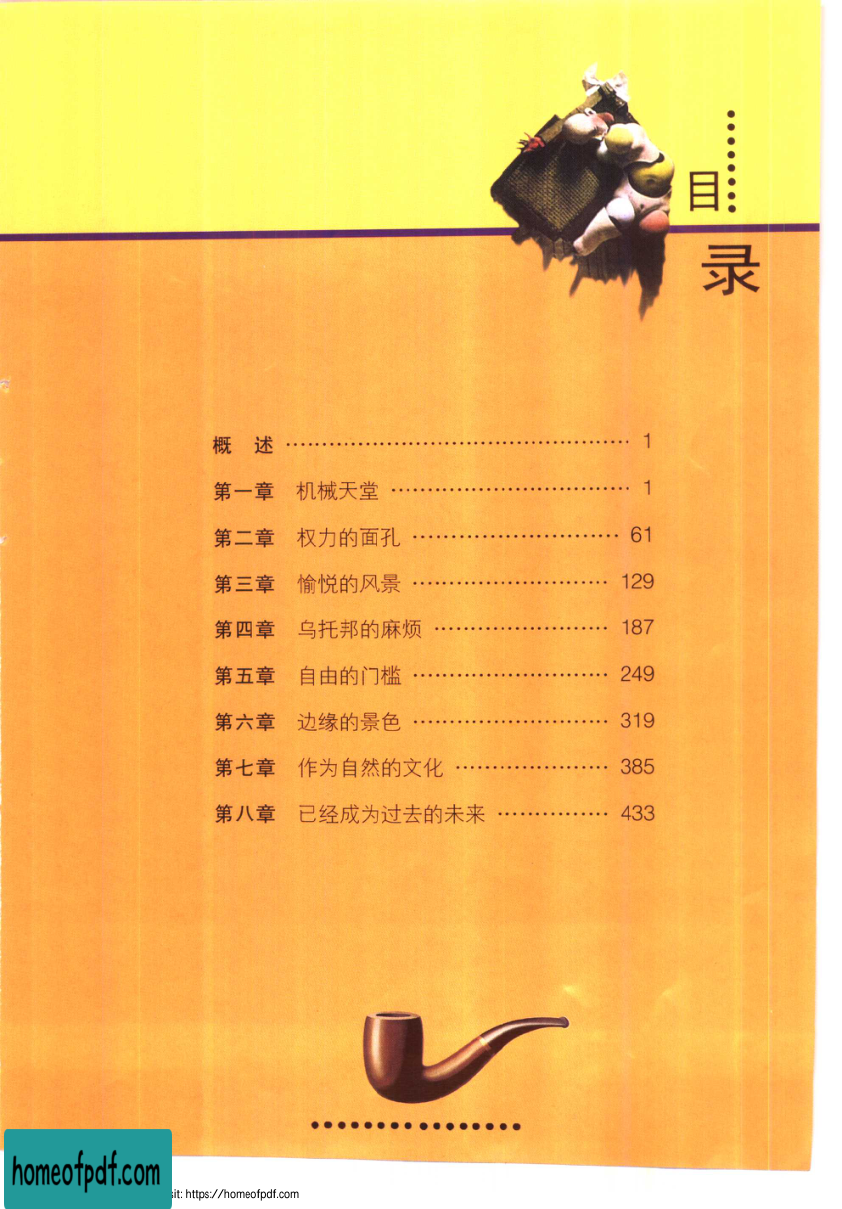 目
录
概 述 ················································ 1
第一章 机械天堂 ································· 1
第二章 权力的面孔 ···························· 61
第三章 愉悦的风景 ··························· 129
第四章 乌托邦的麻烦 ························ 187
第五章 自由的门槛 ··························· 249
第六章 边缘的景色 ··························· 319
第七章 作为自然的文化 ····················· 385
第八章 已经成为过去的未来 ··············· 433
homeofpdf.com
sit: https://homeofpdf.com